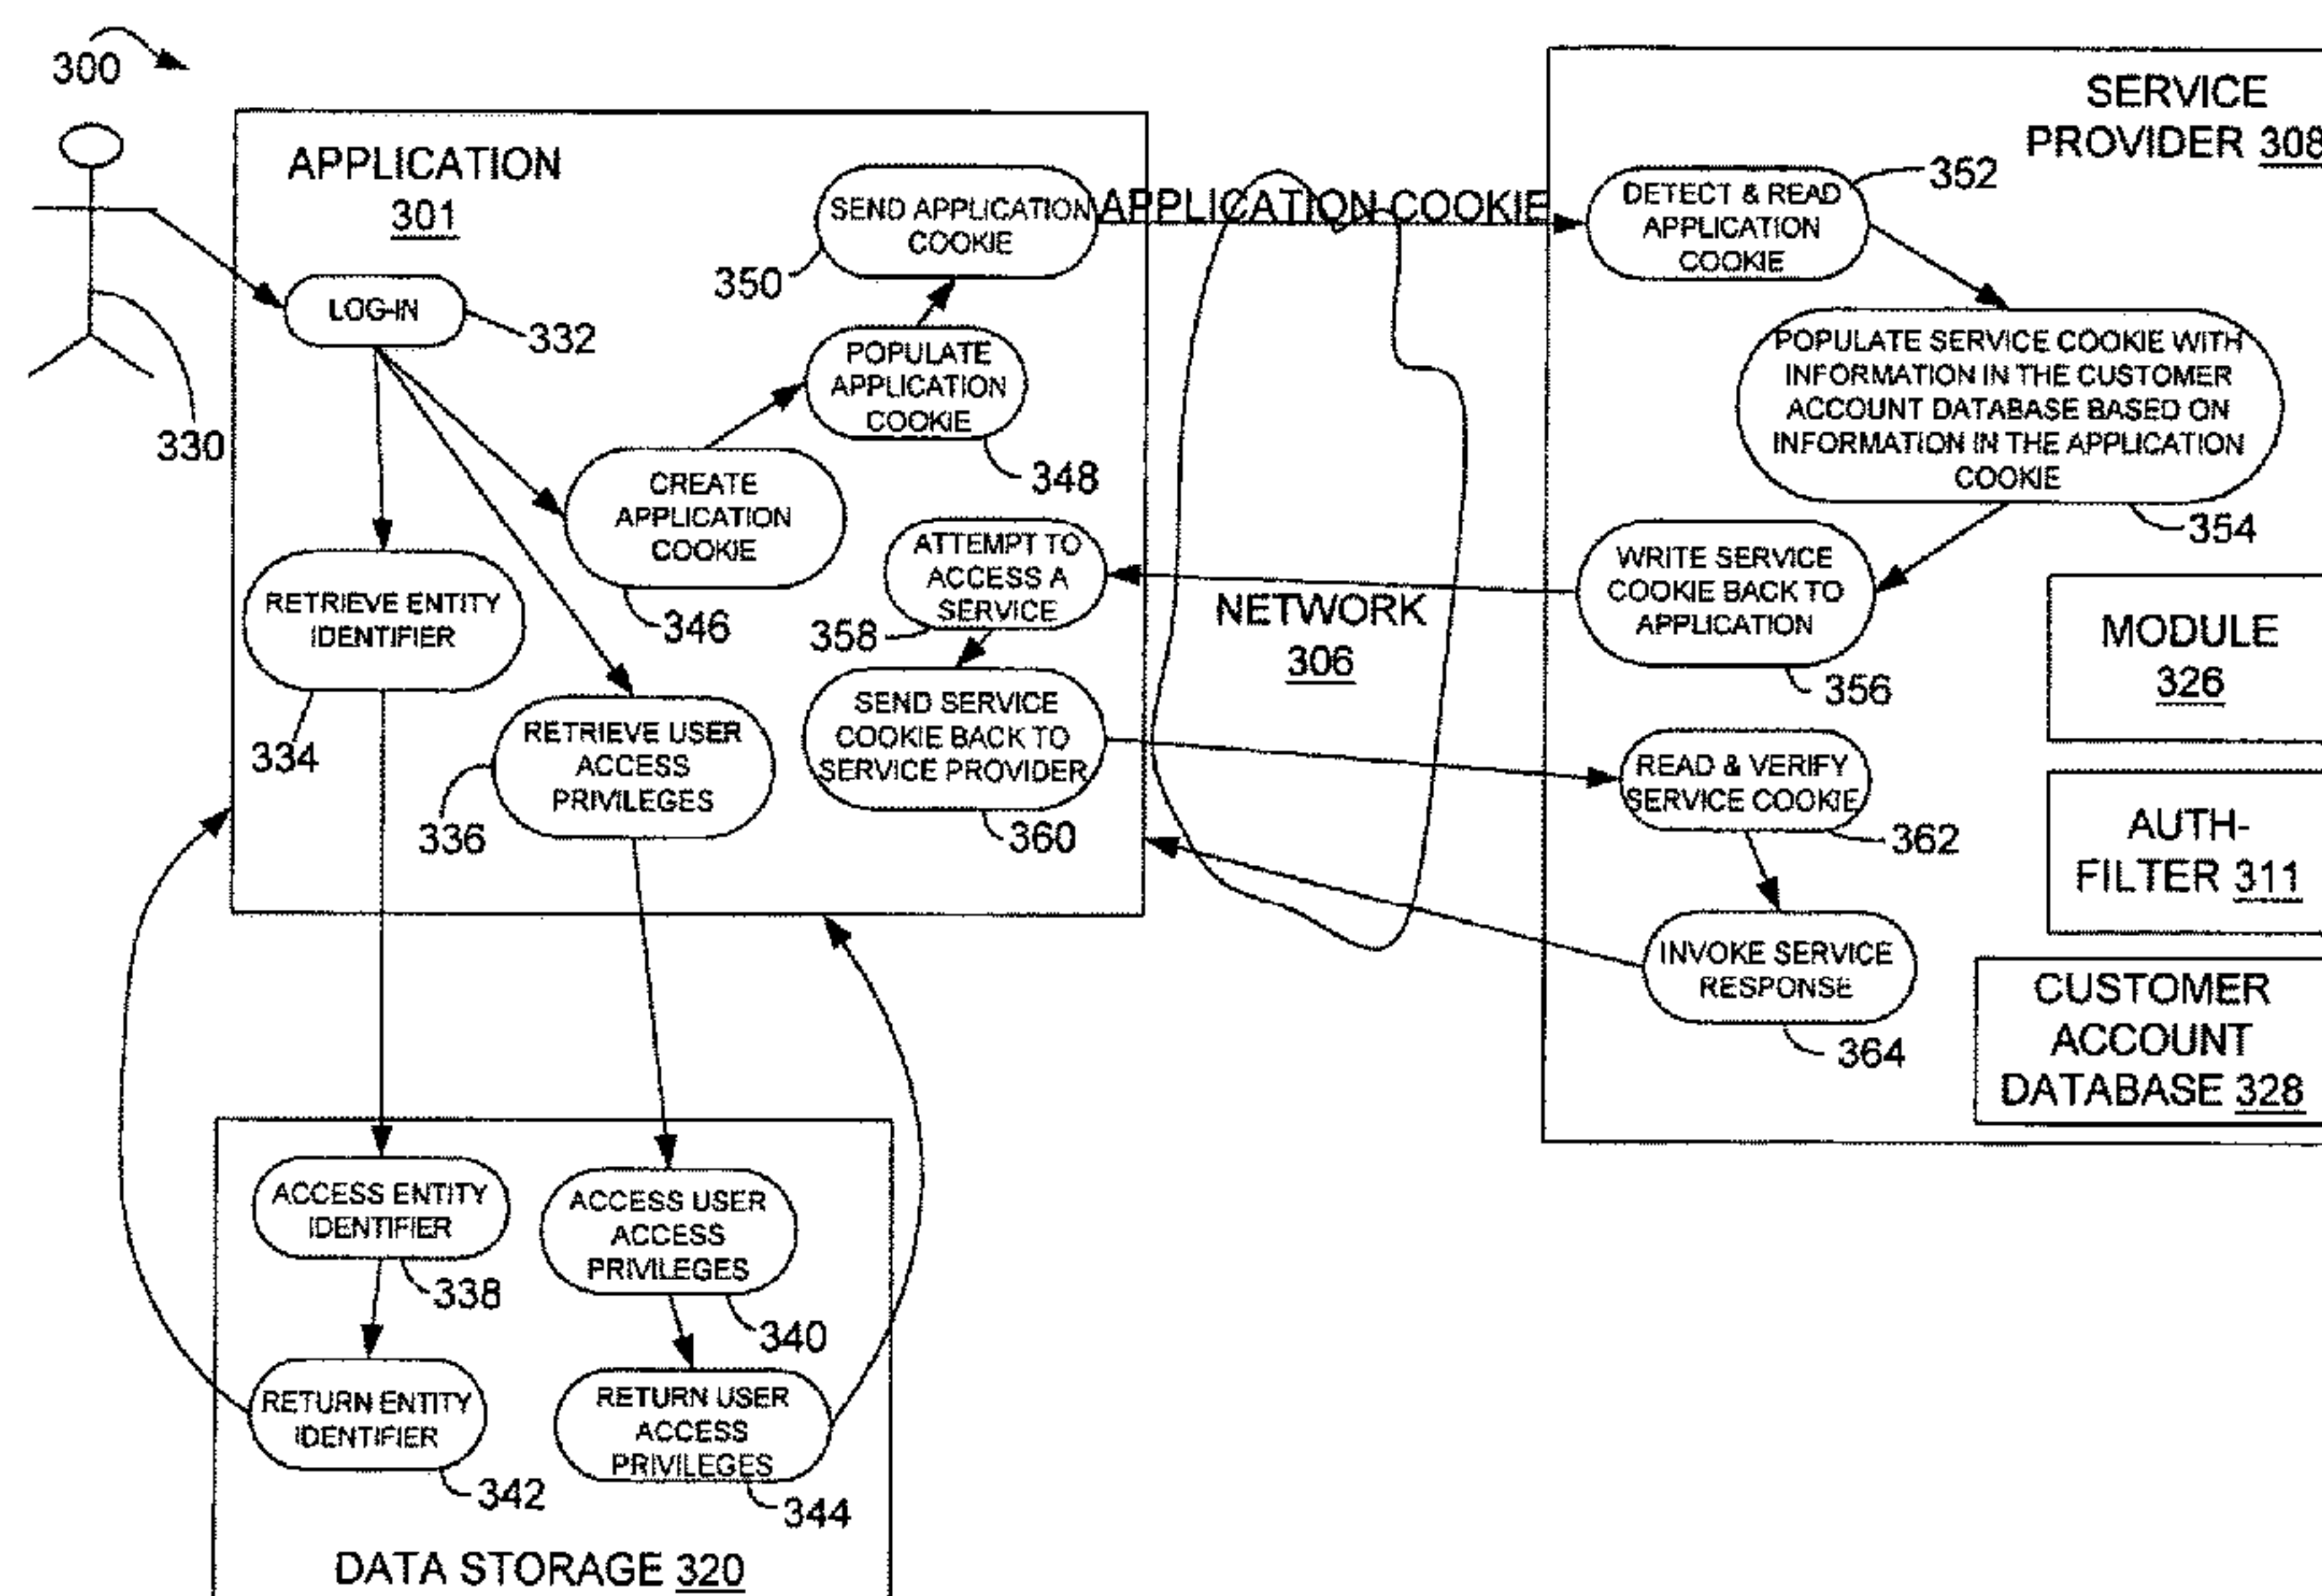 300
APPLICATION
301
LOG-IN
332
330
SEND APPLICATION
COOKIE
350
APPLICATION COOKIE
POPULATE
APPLICATION
COOKIE
348
CREATE
APPLICATION
COOKIE
346
RETRIEVE ENTITY
IDENTIFIER
334
RETRIEVE USER
ACCESS
PRIVILEGES
336
ATTEMPT TO
ACCESS A
SERVICE
358
SEND SERVICE
COOKIE BACK TO
SERVICE PROVIDER
360
NETWORK
306
SERVICE
PROVIDER 308
DETECT & READ
APPLICATION
COOKIE
352
POPULATE SERVICE COOKIE WITH
INFORMATION IN THE CUSTOMER
ACCOUNT DATABASE BASED ON
INFORMATION IN THE APPLICATION
COOKIE
354
WRITE SERVICE
COOKIE BACK TO
APPLICATION
356
MODULE
326
READ & VERIFY
SERVICE COOKIE
362
AUTH-
FILTER 311
INVOKE SERVICE
RESPONSE
364
CUSTOMER
ACCOUNT
DATABASE 328
ACCESS ENTITY
IDENTIFIER
338
ACCESS USER
ACCESS
PRIVILEGES
340
RETURN ENTITY
IDENTIFIER
342
RETURN USER
ACCESS
PRIVILEGES
344
DATA STORAGE 320